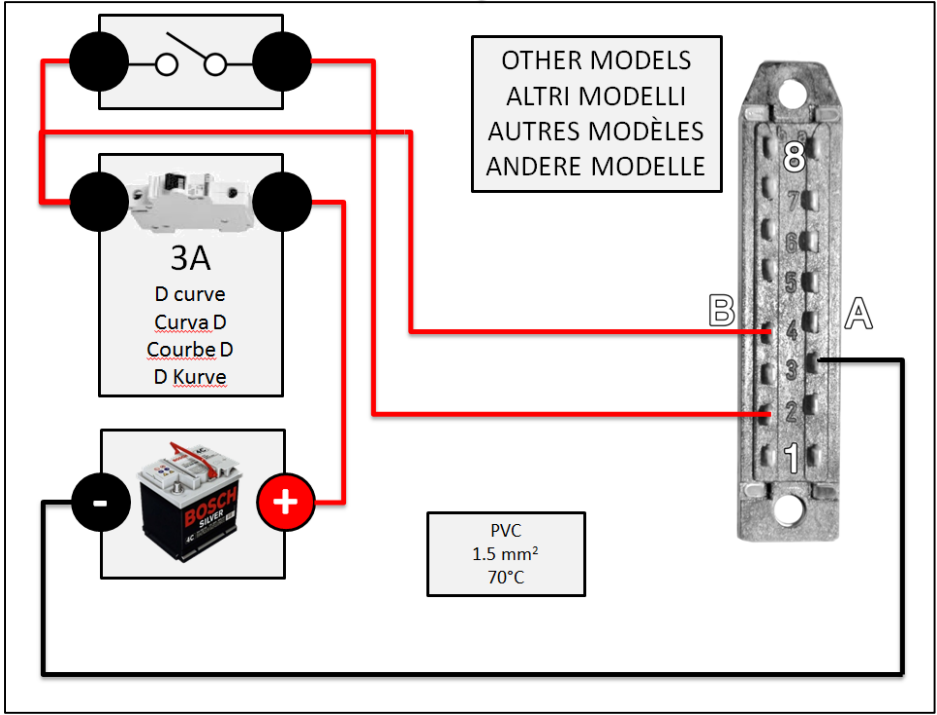 OTHER MODELS
ALTRI MODELLI
AUTRES MODÈLES
ANDERE MODELLE
3A
D curve
Curva D
Courbe D
D Kurve
BOSCH
SILVER
4C
-
+
PVC
1.5 mm²
70°C
B
A
8
7
6
5
4
3
2
1